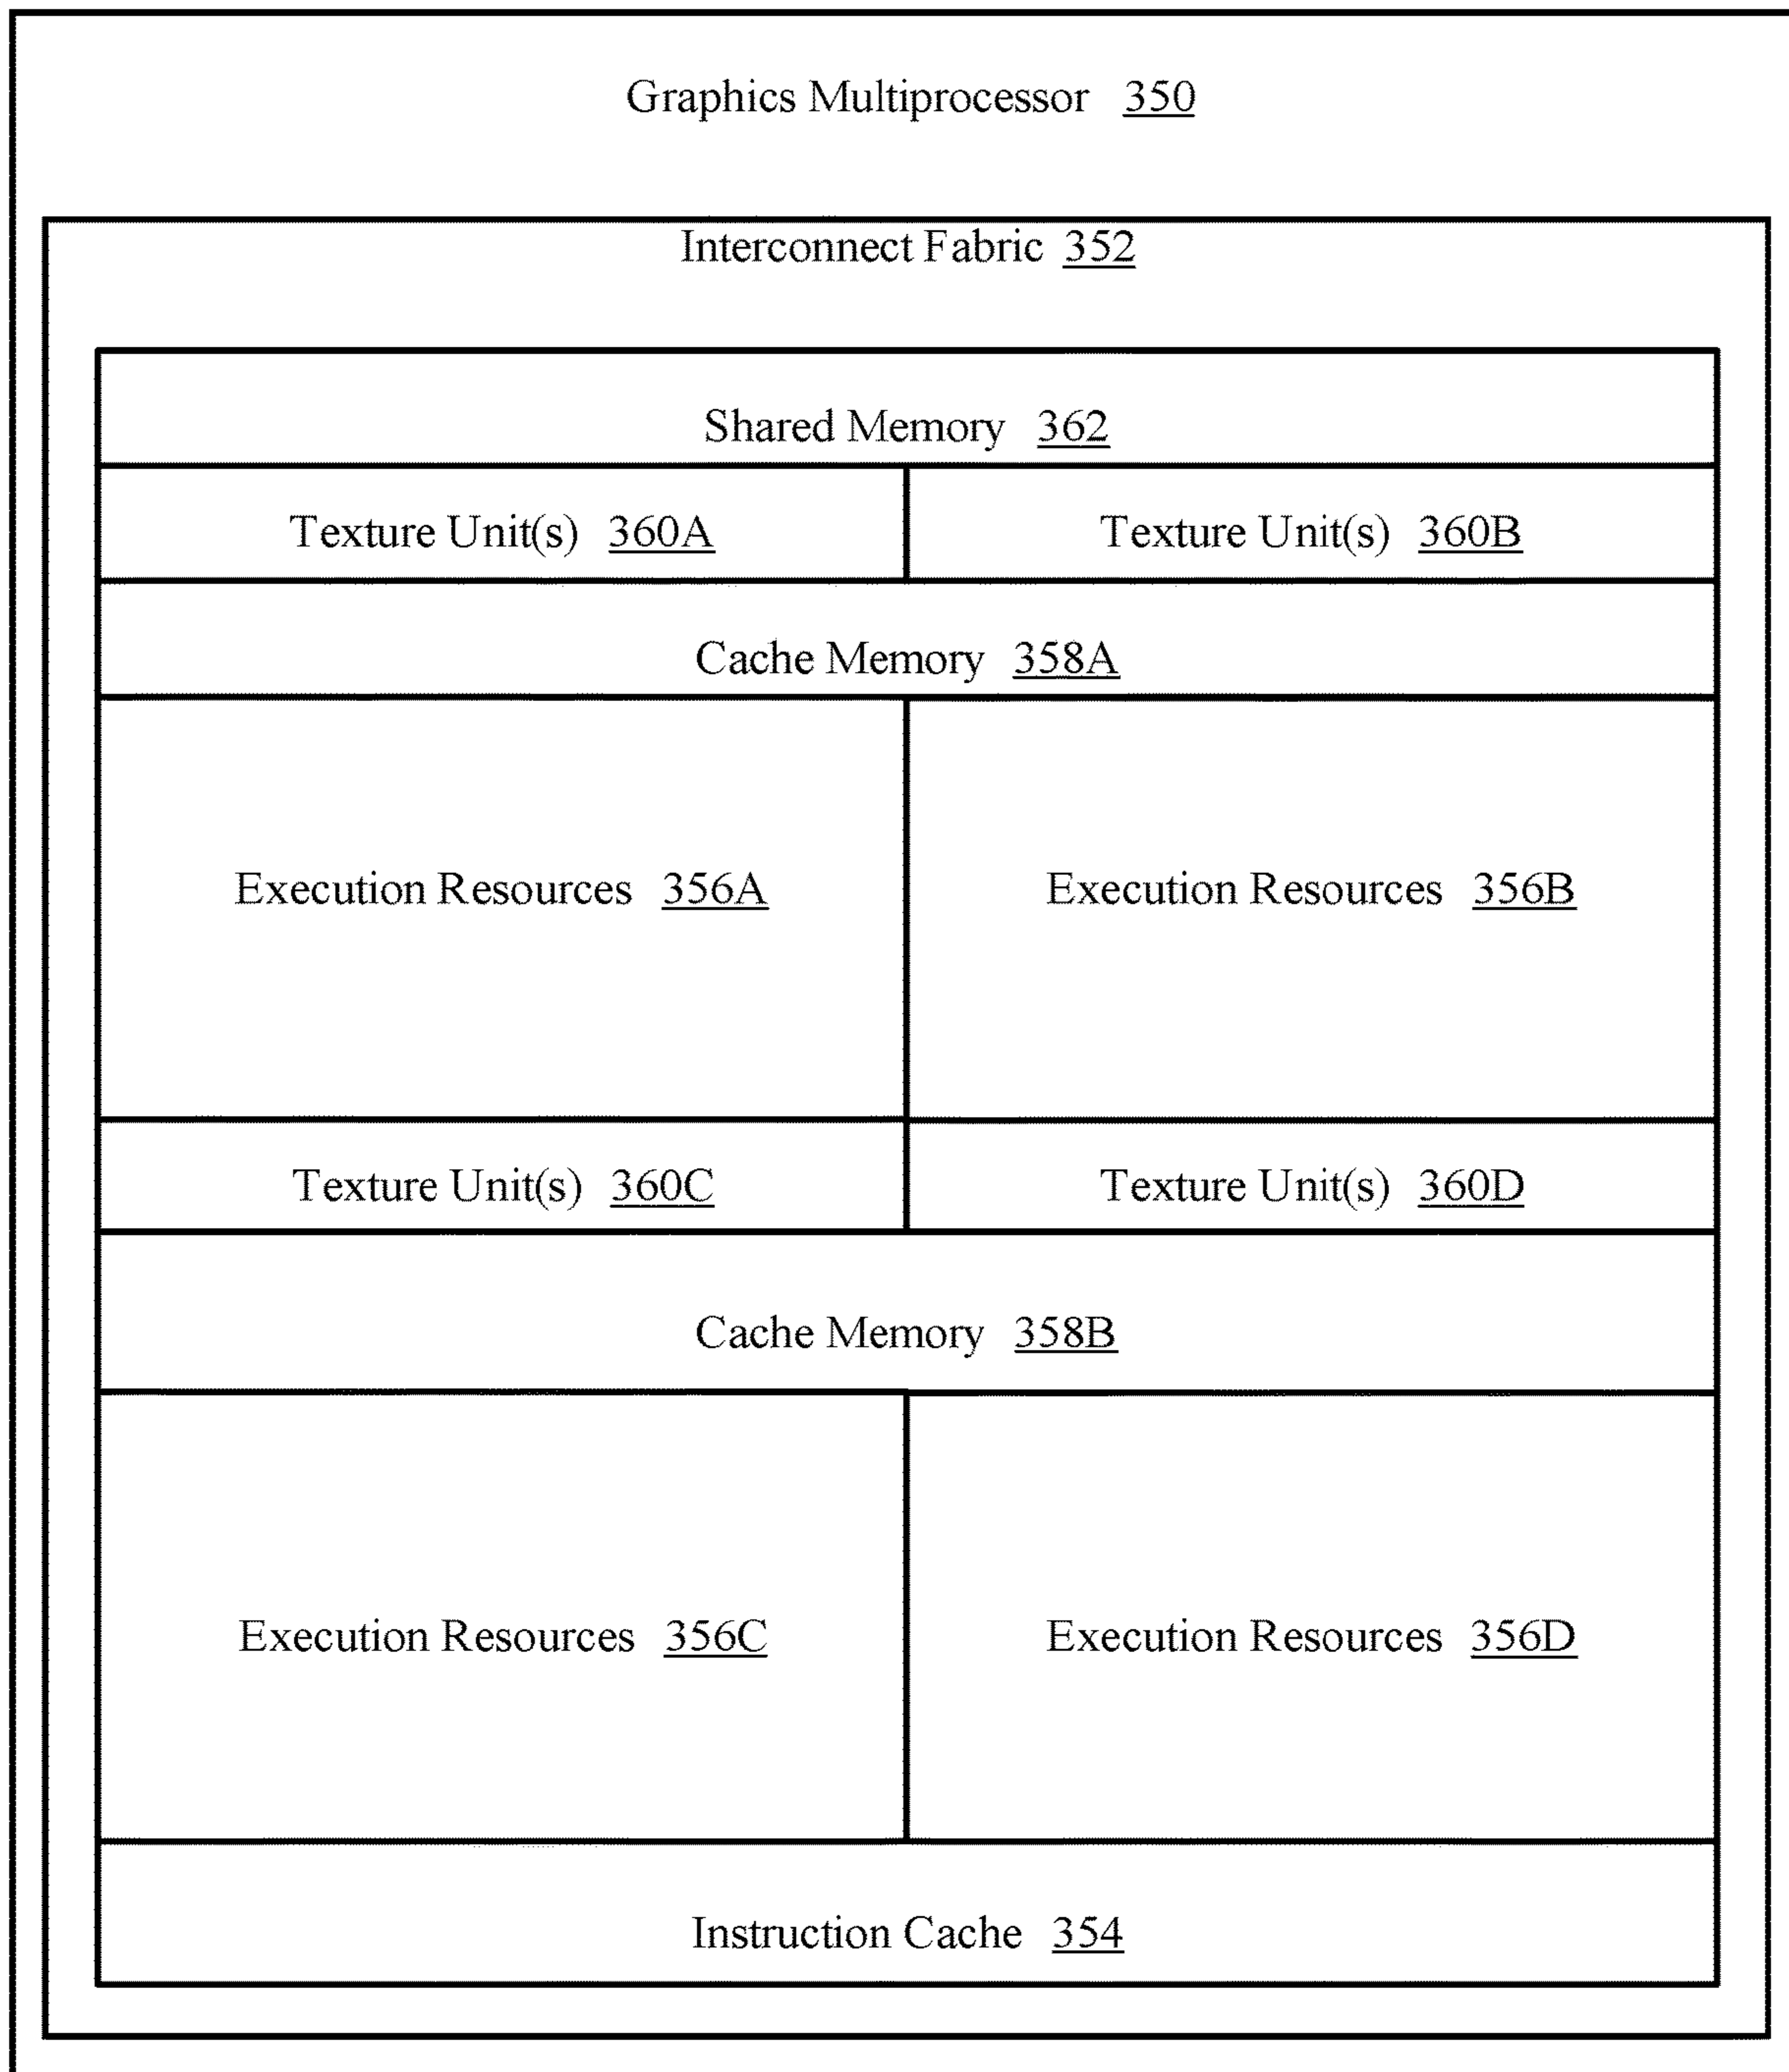 Graphics Multiprocessor 350
Interconnect Fabric 352
Shared Memory 362
Texture Unit(s) 360A
Texture Unit(s) 360B
Cache Memory 358A
Execution Resources 356A
Execution Resources 356B
Texture Unit(s) 360C
Texture Unit(s) 360D
Cache Memory 358B
Execution Resources 356C
Execution Resources 356D
Instruction Cache 354